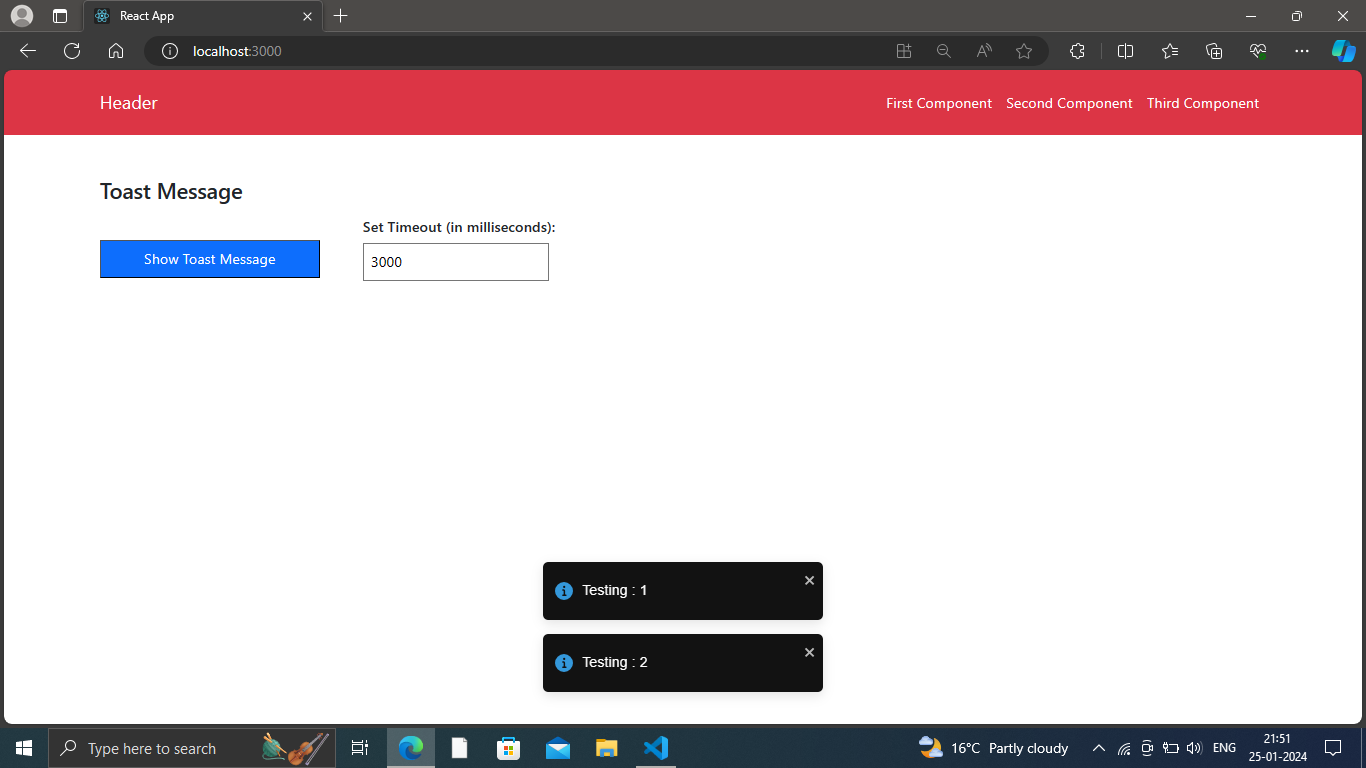 React App
localhost:3000
Header
First Component Second Component Third Component
Toast Message
Set Timeout (in milliseconds):
Show Toast Message
3000
Testing : 1
Testing : 2
Type here to search
16°C Partly cloudy
ENG
21:51
25-01-2024